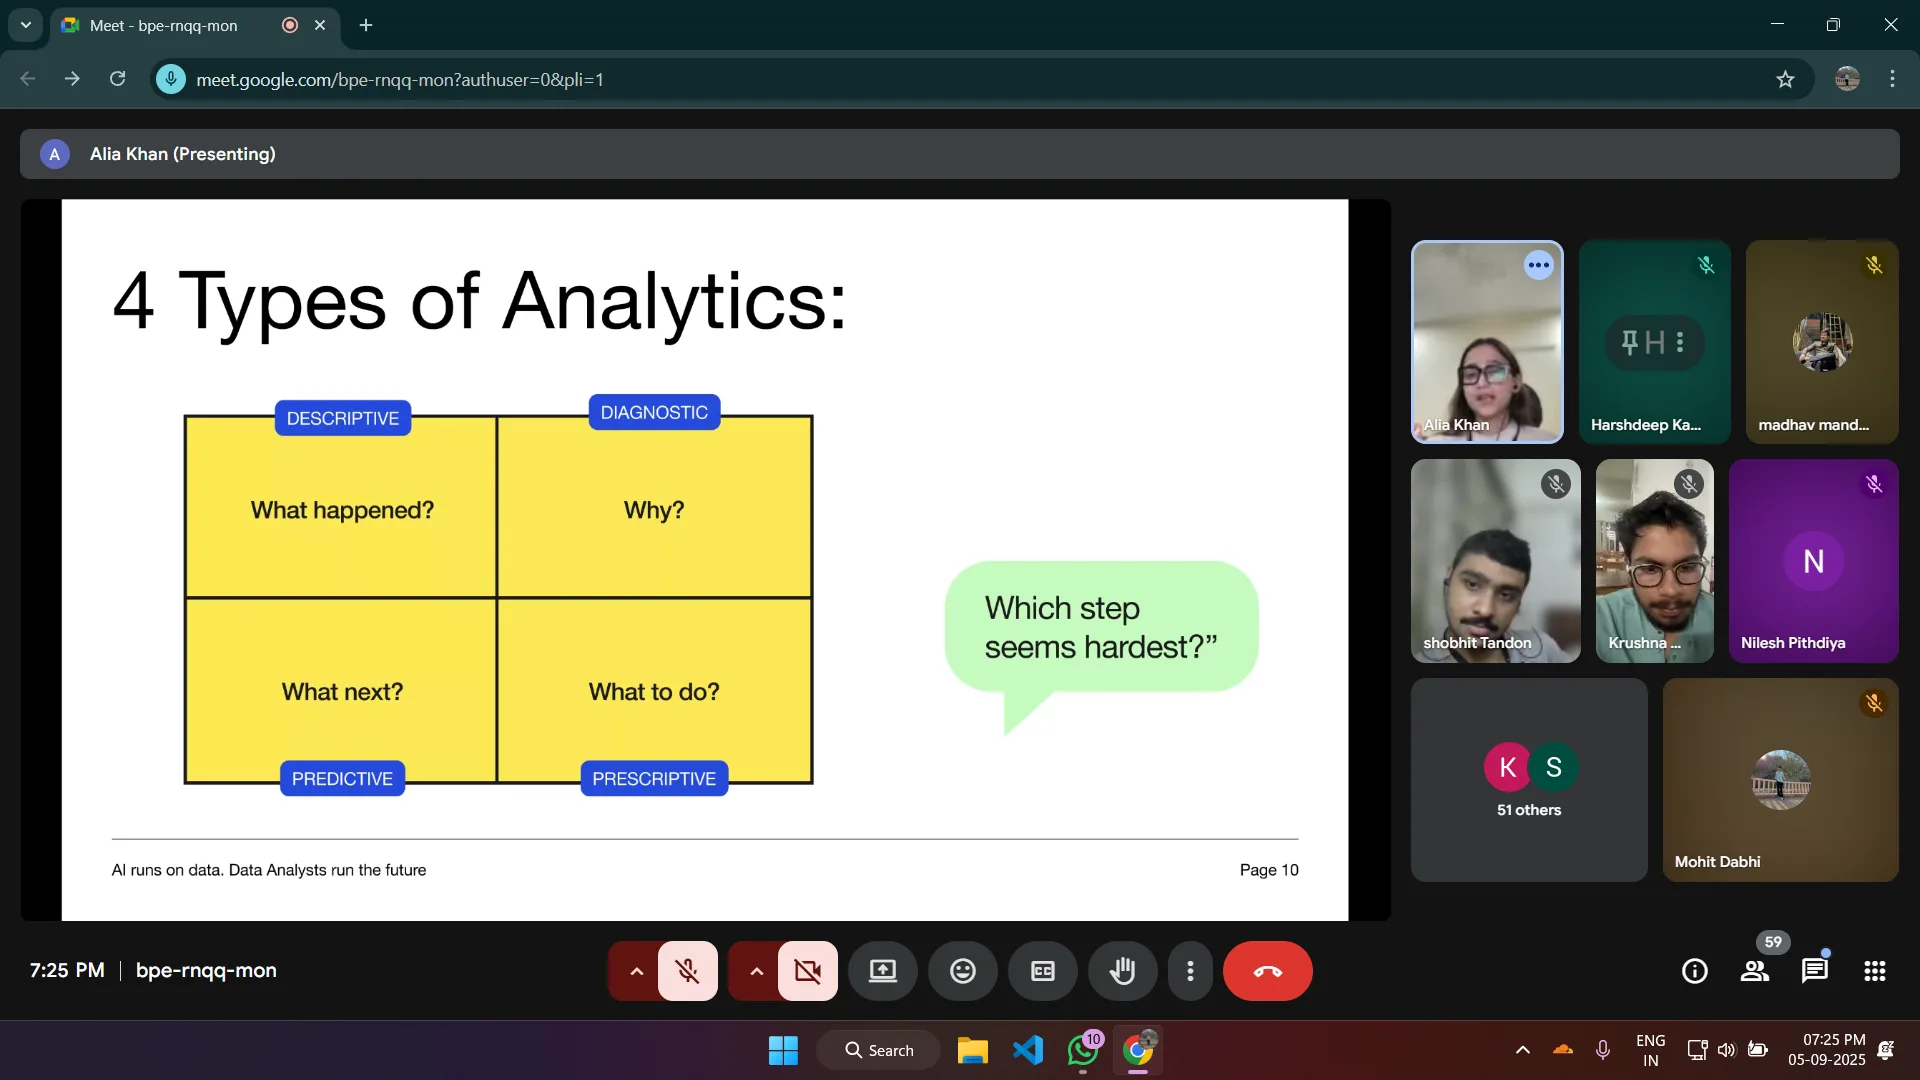 Meet - bpe-rnqq-mon
meet.google.com/bpe-rnqq-mon?authuser=0&pli=1
A
Alia Khan (Presenting)
4 Types of Analytics:
DESCRIPTIVE
DIAGNOSTIC
What happened?
Why?
What next?
What to do?
PREDICTIVE
PRESCRIPTIVE
Which step
seems hardest?”
AI runs on data. Data Analysts run the future
Page 10
Alia Khan
H
Harshdeep Ka...
madhav mand...
shobhit Tandon
Krushna ...
N
Nilesh Pithdiya
K
S
51 others
Mohit Dabhi
7:25 PM
bpe-rnqq-mon
CC
59
Search
10
ENG
IN
07:25 PM
05-09-2025